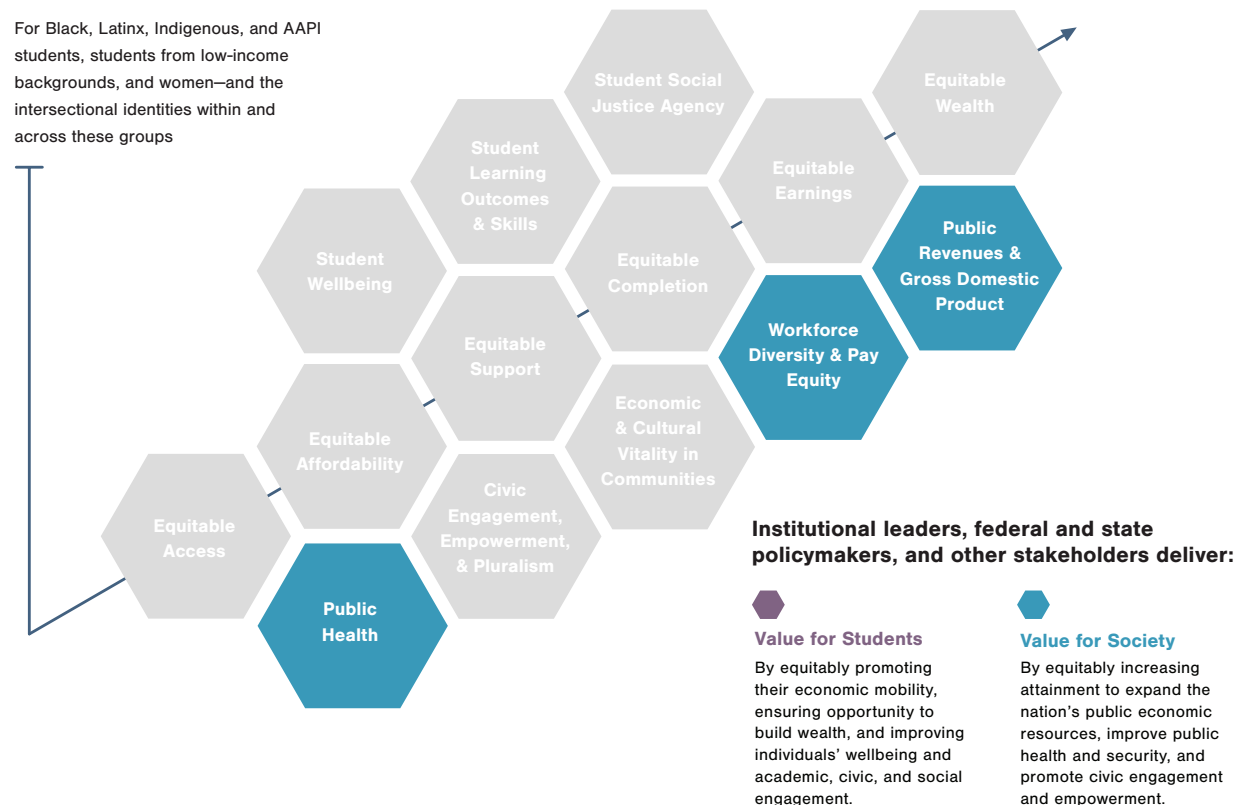 For Black, Latinx, Indigenous, and AAPI
students, students from low-income
backgrounds, and women—and the
intersectional identities within and
across these groups
Student Social
Justice Agency
Equitable
Wealth
Student
Learning
Outcomes
& Skills
Equitable
Earnings
Student
Wellbeing
Equitable
Completion
Public
Revenues &
Gross Domestic
Product
Equitable
Support
Workforce
Diversity & Pay
Equity
Equitable
Affordability
Economic
& Cultural
Vitality in
Communities
Equitable
Access
Civic
Engagement,
Empowerment,
& Pluralism
Public
Health
Institutional leaders, federal and state
policymakers, and other stakeholders deliver:
Value for Students
By equitably promoting
their economic mobility,
ensuring opportunity to
build wealth, and improving
individuals’ wellbeing and
academic, civic, and social
engagement.
Value for Society
By equitably increasing
attainment to expand the
nation’s public economic
resources, improve public
health and security, and
promote civic engagement
and empowerment.